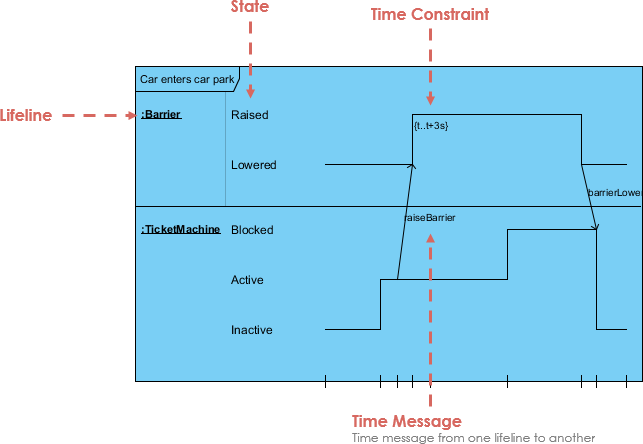 State
Time Constraint
Car enters car park
Lifeline
:Barrier
Raised
{t..t+3s}
Lowered
barrierLower
raiseBarrier
:TicketMachine
Blocked
Active
Inactive
Time Message
Time message from one lifeline to another